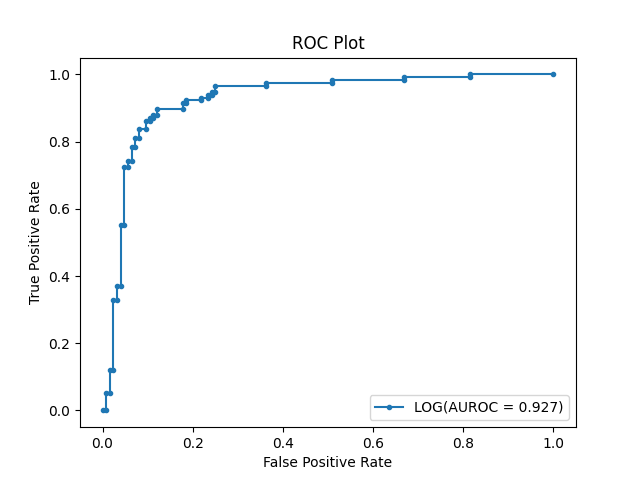 ROC Plot
True Positive Rate
1.0
0.8
0.6
0.4
0.2
0.0
LOG(AUROC = 0.927)
0.0 0.2 0.4 0.6 0.8 1.0
False Positive Rate